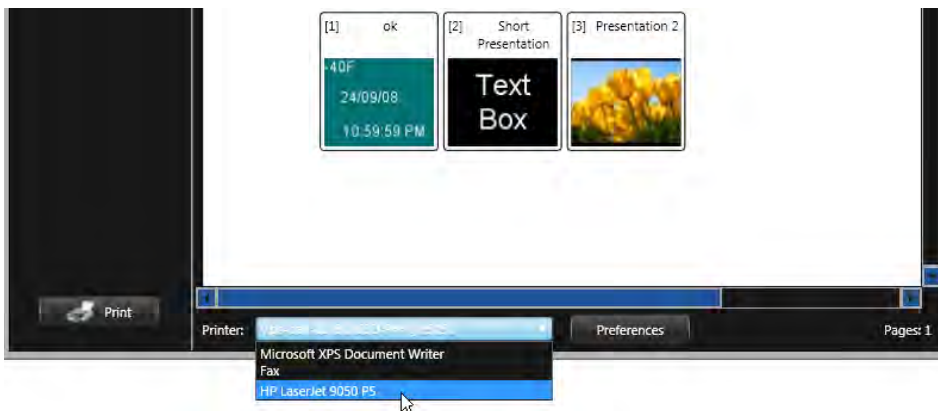 [1] ok
[2] Short
Presentation
[3] Presentation 2
-40F
24/09/08
10:59:59 PM
Text
Box
Print
Printer:
Preferences
Pages: 1
Microsoft XPS Document Writer
Fax
HP LaserJet 9050 PS